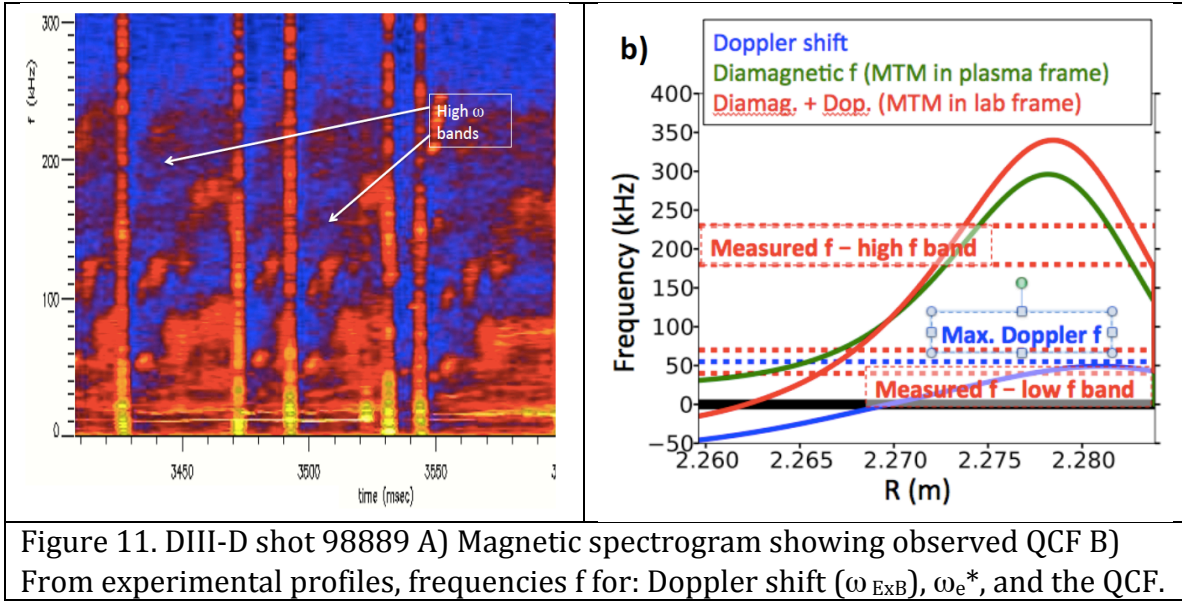 300
200
100
0
f (kHz)
High ω
bands
3450
3500
3550
3
time (msec)
b)
Doppler shift
Diamagnetic f (MTM in plasma frame)
Diamag. + Dop. (MTM in lab frame)
400
350
300
250
200
150
100
50
0
−50
Frequency (kHz)
Measured f – high f band
Max. Doppler f
Measured f – low f band
2.260
2.265
2.270
2.275
2.280
R (m)
Figure 11. DIII-D shot 98889 A) Magnetic spectrogram showing observed QCF B)
From experimental profiles, frequencies f for: Doppler shift (ω ExB), ωe*, and the QCF.